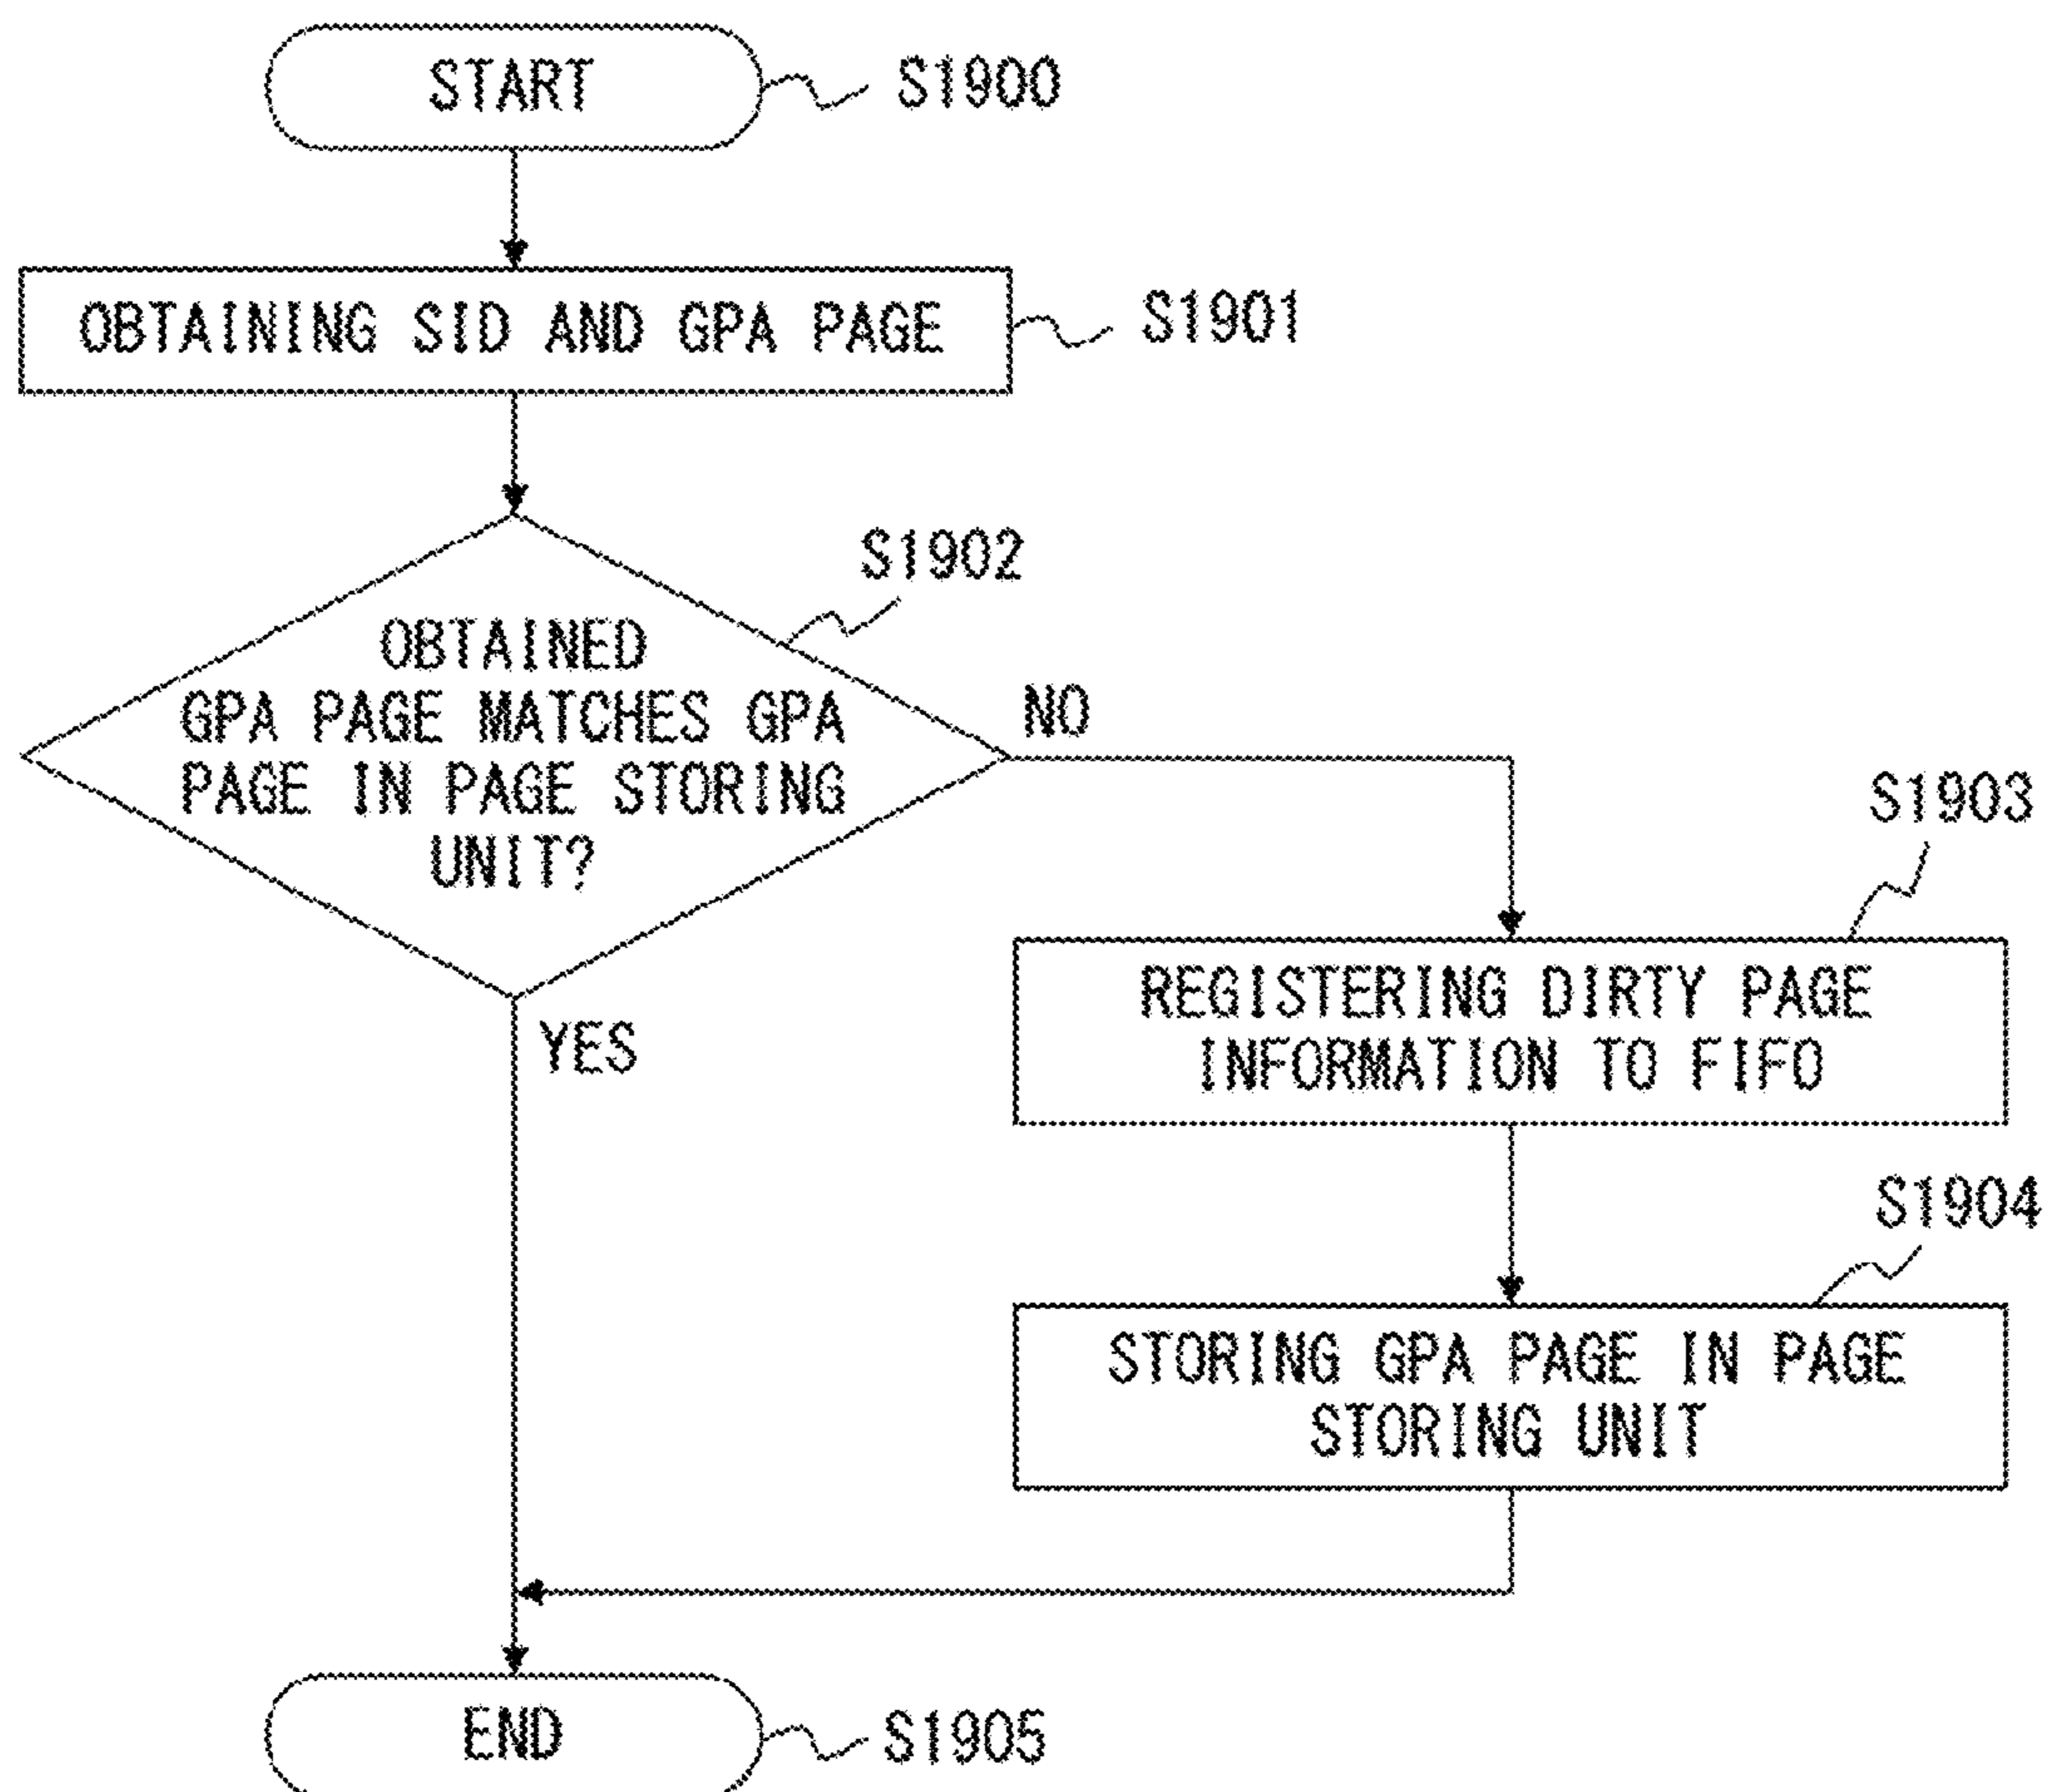 START
S1900
OBTAINING SID AND GPA PAGE
S1901
S1902
OBTAINED
GPA PAGE MATCHES GPA
PAGE IN PAGE STORING
UNIT?
NO
YES
S1903
REGISTERING DIRTY PAGE
INFORMATION TO FIFO
S1904
STORING GPA PAGE IN PAGE
STORING UNIT
END
S1905